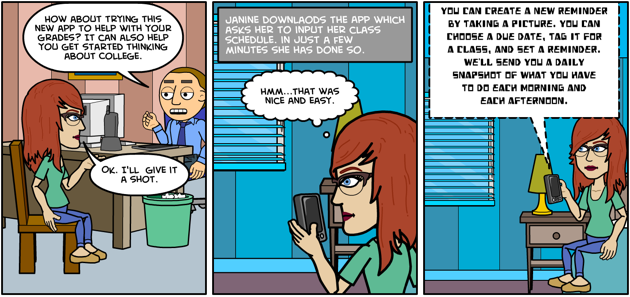 HOW ABOUT TRYING THIS
NEW APP TO HELP WITH YOUR
GRADES? IT CAN ALSO HELP
YOU GET STARTED THINKING
ABOUT COLLEGE.
OK. I'LL GIVE IT
A SHOT.
JANINE DOWNLAODS THE APP WHICH
ASKS HER TO INPUT HER CLASS
SCHEDULE. IN JUST A FEW
MINUTES SHE HAS DONE SO.
HMM...THAT WAS
NICE AND EASY.
YOU CAN CREATE A NEW REMINDER
BY TAKING A PICTURE. YOU CAN
CHOOSE A DUE DATE, TAG IT FOR
A CLASS, AND SET A REMINDER.
WE'LL SEND YOU A DAILY
SNAPSHOT OF WHAT YOU HAVE
TO DO EACH MORNING AND
EACH AFTERNOON.